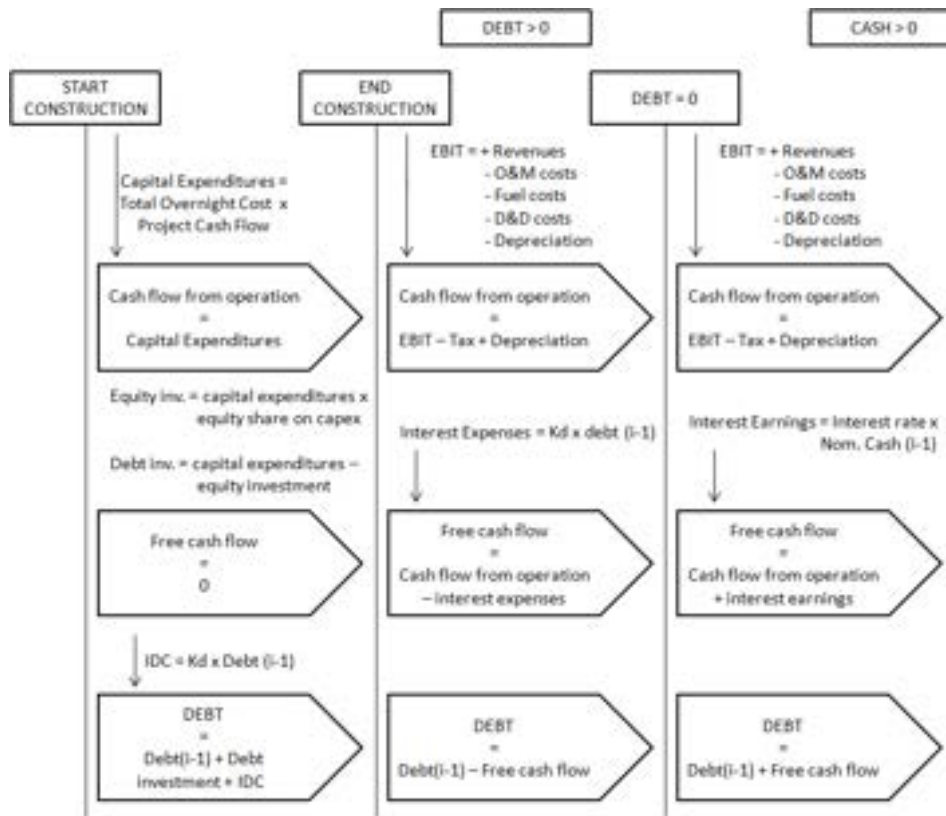 DEBT > 0
CASH > 0
START
CONSTRUCTION
END
CONSTRUCTION
DEBT = 0
Capital Expenditures =
Total Overnight Cost x
Project Cash Flow
EBIT = + Revenues
- O&M costs
- Fuel costs
- D&D costs
- Depreciation
EBIT = + Revenues
- O&M costs
- Fuel costs
- D&D costs
- Depreciation
Cash flow from operation
=
Capital Expenditures
Cash flow from operation
=
EBIT – Tax + Depreciation
Cash flow from operation
=
EBIT – Tax + Depreciation
Equity inv. = capital expenditures x
equity share on capex
Debt inv. = capital expenditures –
equity investment
Interest Expenses = Kd x debt (i-1)
Interest Earnings = Interest rate x
Nom. Cash (i-1)
Free cash flow
=
0
Free cash flow
=
Cash flow from operation
– interest expenses
Free cash flow
=
Cash flow from operation
+ interest earnings
IDC = Kd x Debt (i-1)
DEBT
=
Debt(i-1) + Debt
investment + IDC
DEBT
=
Debt(i-1) – Free cash flow
DEBT
=
Debt(i-1) + Free cash flow